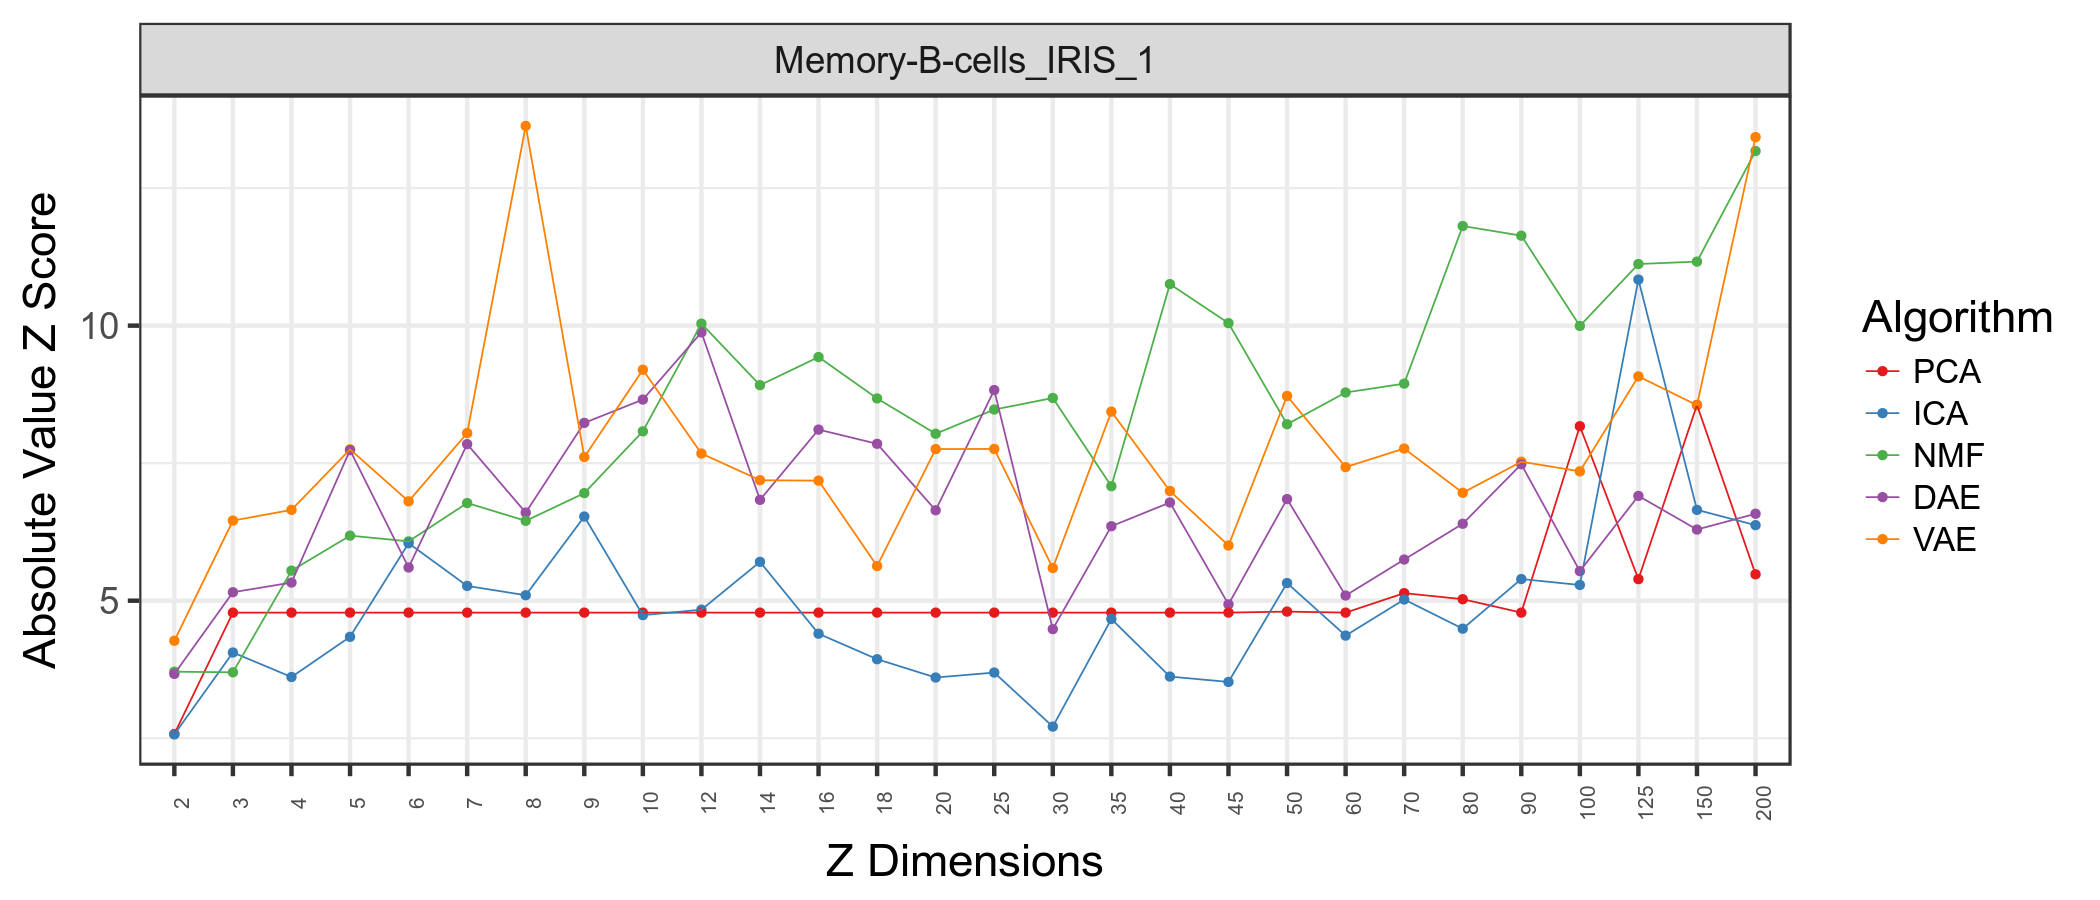 Memory-B-cells_IRIS_1
Absolute Value Z Score
10
5
2 3 4 5 6 7 8 9 10 12 14 16 18 20 25 30 35 40 45 50 60 70 80 90 100 125 150 200
Z Dimensions
Algorithm
PCA
ICA
NMF
DAE
VAE